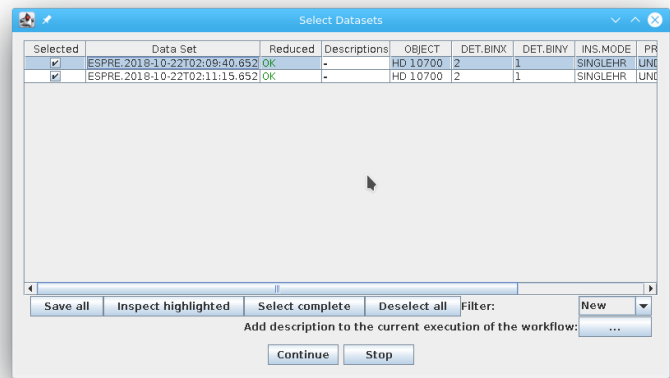 Select Datasets
Selected Data Set Reduced Descriptions OBJECT DET.BINX DET.BINY INS.MODE PR
ESPRE.2018-10-22T02:09:40.652 OK - HD 10700 2 1 SINGLEHR UND
ESPRE.2018-10-22T02:11:15.652 OK - HD 10700 2 1 SINGLEHR UND
Save all Inspect highlighted Select complete Deselect all Filter: New
Add description to the current execution of the workflow: ...
Continue Stop